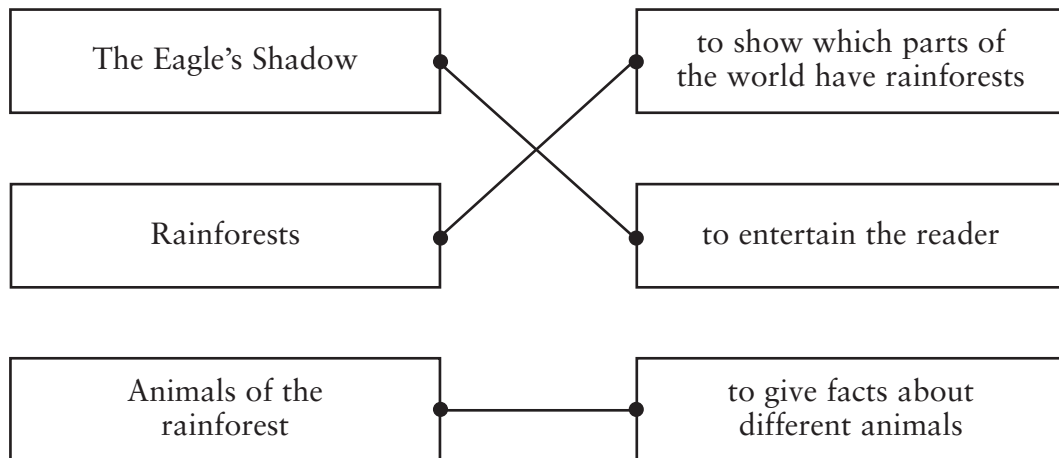 The Eagle's Shadow
to show which parts of
the world have rainforests
Rainforests
to entertain the reader
Animals of the
rainforest
to give facts about
different animals